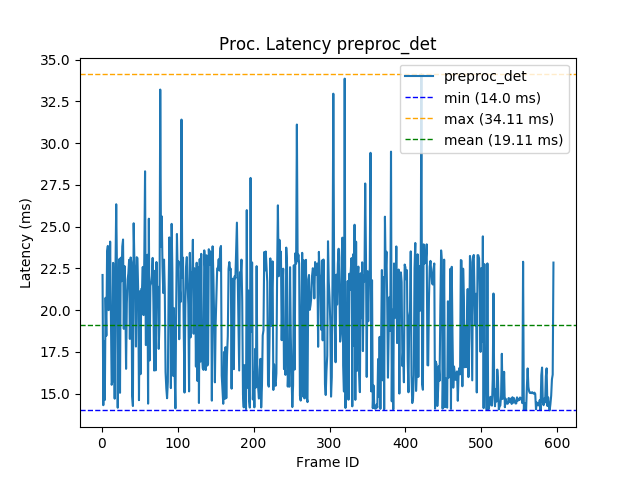 Proc. Latency preproc_det
35.0
32.5
30.0
27.5
25.0
22.5
20.0
17.5
15.0
Latency (ms)
preproc_det
min (14.0 ms)
max (34.11 ms)
mean (19.11 ms)
0 100 200 300 400 500 600
Frame ID